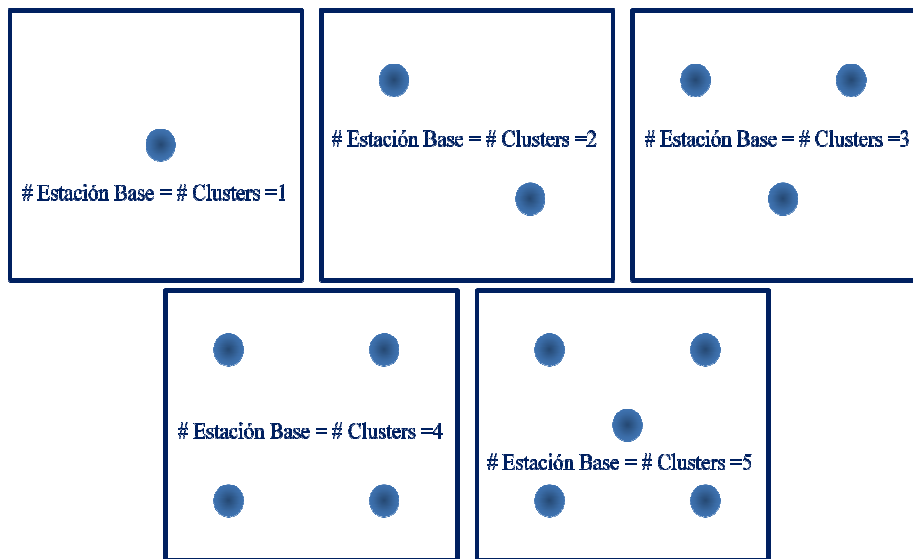 # Estación Base = # Clusters =1
# Estación Base = # Clusters =2
# Estación Base = # Clusters =3
# Estación Base = # Clusters =4
# Estación Base = # Clusters =5